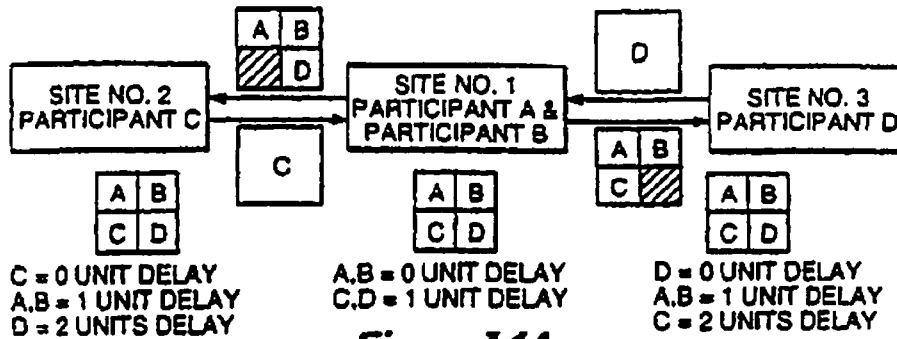 A B
D
D
SITE NO. 2
PARTICIPANT C
SITE NO. 1
PARTICIPANT A &
PARTICIPANT B
SITE NO. 3
PARTICIPANT D
C
A B
C
A B
C D
A B
C D
A B
C D
C = 0 UNIT DELAY
A,B = 1 UNIT DELAY
D = 2 UNITS DELAY
A,B = 0 UNIT DELAY
C,D = 1 UNIT DELAY
D = 0 UNIT DELAY
A,B = 1 UNIT DELAY
C = 2 UNITS DELAY